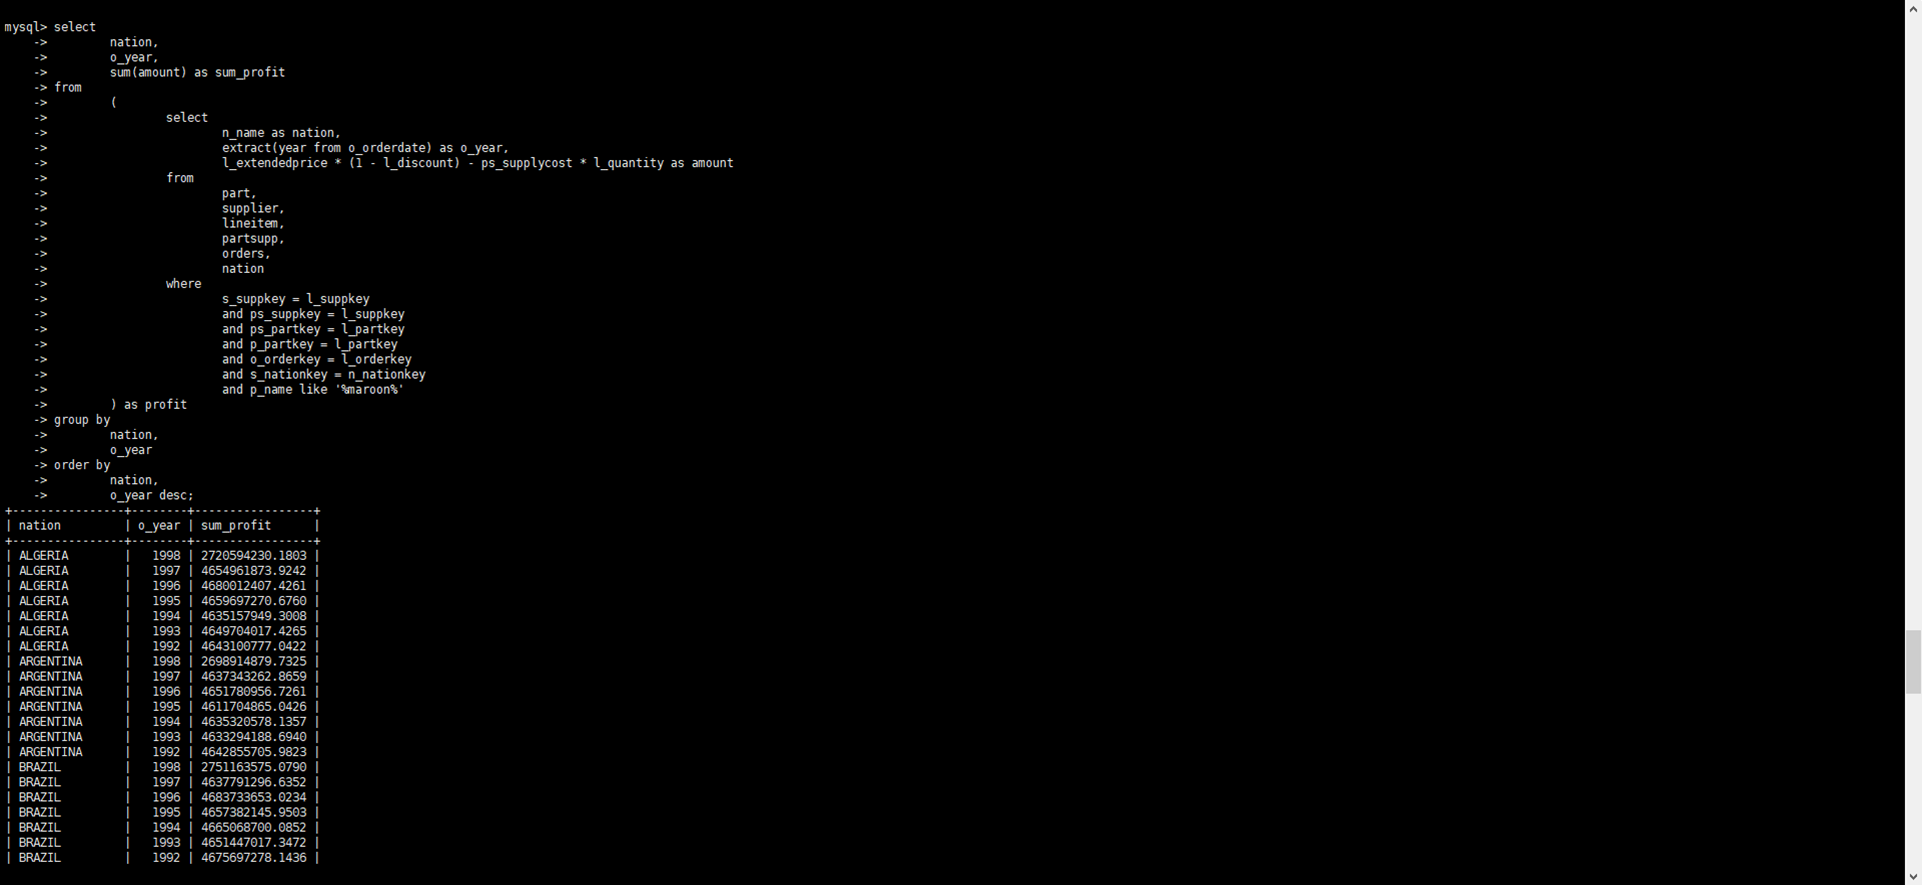 mysql> select
    ->         nation,
    ->         o_year,
    ->         sum(amount) as sum_profit
    -> from
    ->         (
    ->                 select
    ->                         n_name as nation,
    ->                         extract(year from o_orderdate) as o_year,
    ->                         l_extendedprice * (1 - l_discount) - ps_supplycost * l_quantity as amount
    ->                 from
    ->                         part,
    ->                         supplier,
    ->                         lineitem,
    ->                         partsupp,
    ->                         orders,
    ->                         nation
    ->                 where
    ->                         s_suppkey = l_suppkey
    ->                         and ps_suppkey = l_suppkey
    ->                         and ps_partkey = l_partkey
    ->                         and p_partkey = l_partkey
    ->                         and o_orderkey = l_orderkey
    ->                         and s_nationkey = n_nationkey
    ->                         and p_name like '%maroon%'
    ->         ) as profit
    -> group by
    ->         nation,
    ->         o_year
    -> order by
    ->         nation,
    ->         o_year desc;
+----------------+--------+-----------------+
| nation         | o_year | sum_profit      |
+----------------+--------+-----------------+
| ALGERIA        |   1998 | 2720594230.1803 |
| ALGERIA        |   1997 | 4654961873.9242 |
| ALGERIA        |   1996 | 4680012407.4261 |
| ALGERIA        |   1995 | 4659697270.6760 |
| ALGERIA        |   1994 | 4635157949.3008 |
| ALGERIA        |   1993 | 4649704017.4265 |
| ALGERIA        |   1992 | 4643100777.0422 |
| ARGENTINA      |   1998 | 2698914879.7325 |
| ARGENTINA      |   1997 | 4637343262.8659 |
| ARGENTINA      |   1996 | 4651780956.7261 |
| ARGENTINA      |   1995 | 4611704865.0426 |
| ARGENTINA      |   1994 | 4635320578.1357 |
| ARGENTINA      |   1993 | 4633294188.6940 |
| ARGENTINA      |   1992 | 4642855705.9823 |
| BRAZIL         |   1998 | 2751163575.0790 |
| BRAZIL         |   1997 | 4637791296.6352 |
| BRAZIL         |   1996 | 4683733653.0234 |
| BRAZIL         |   1995 | 4657382145.9503 |
| BRAZIL         |   1994 | 4665068700.0852 |
| BRAZIL         |   1993 | 4651447017.3472 |
| BRAZIL         |   1992 | 4675697278.1436 |